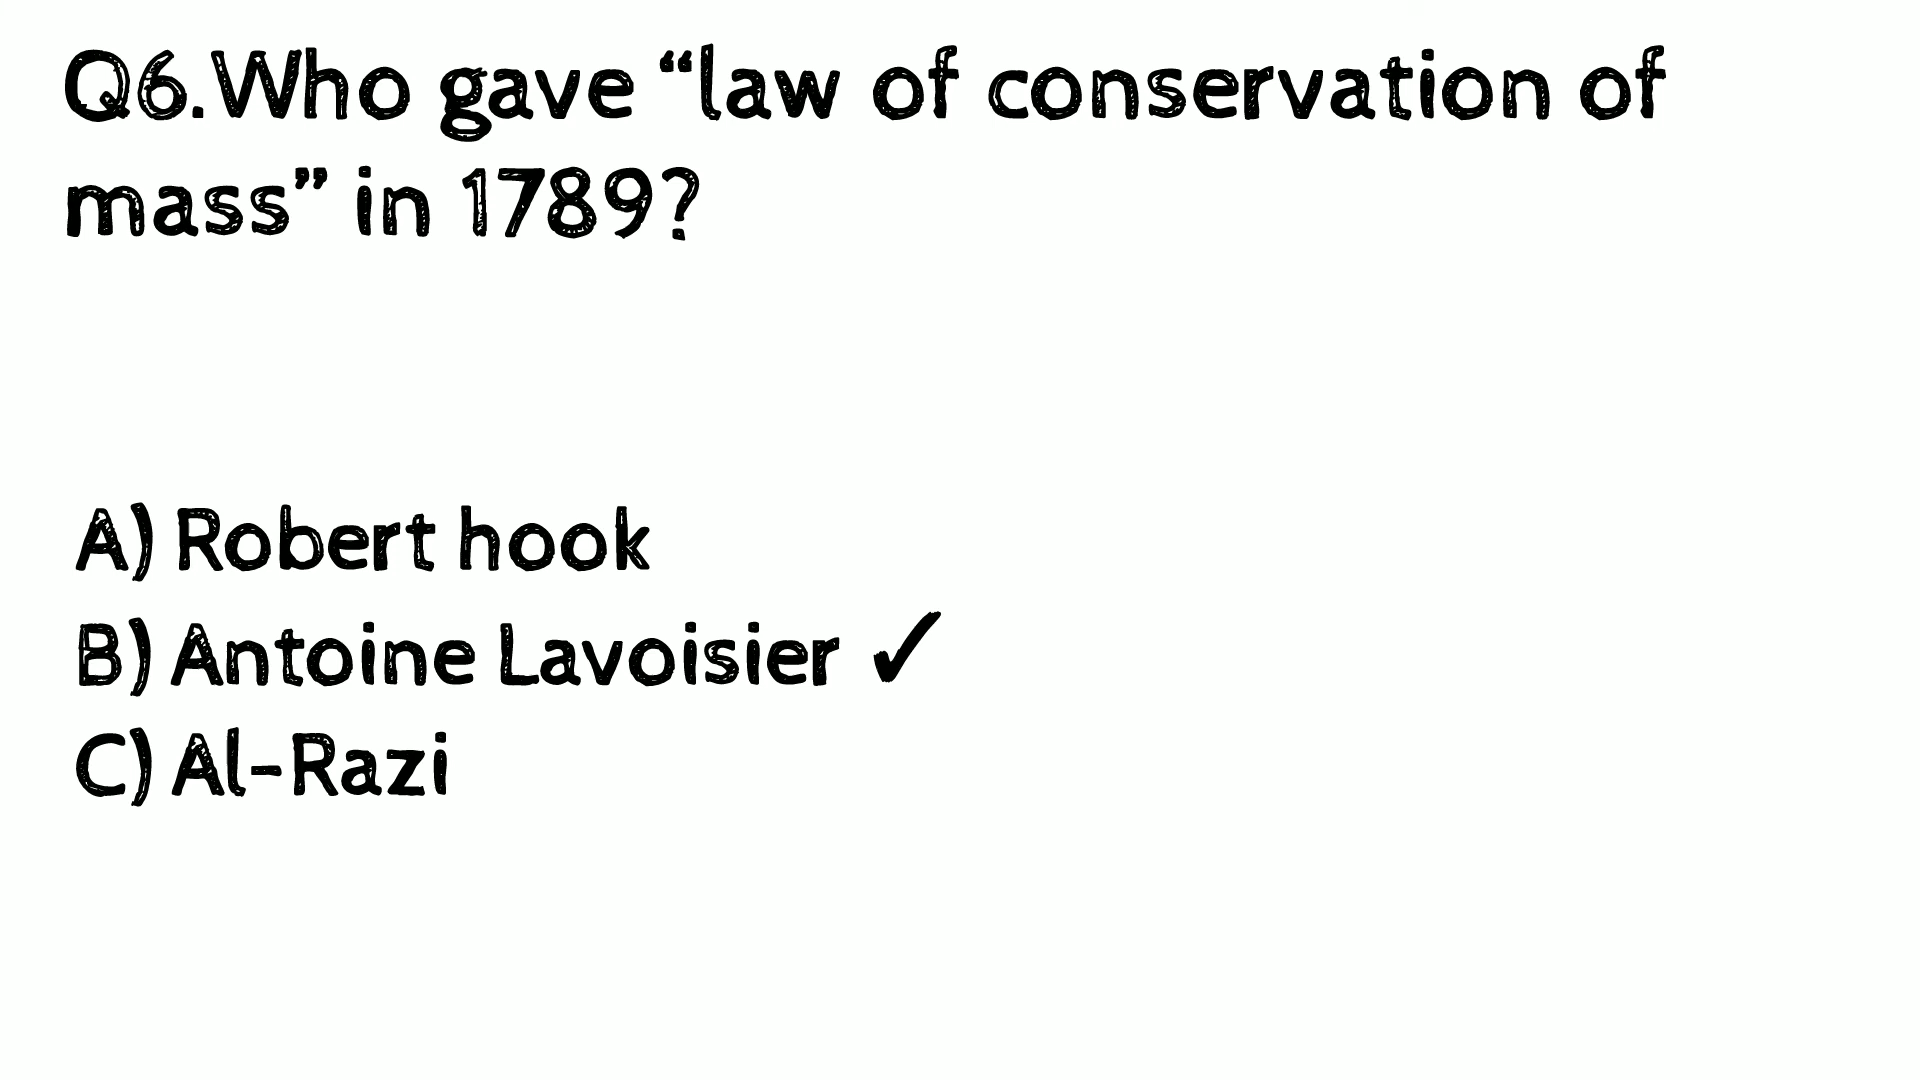 Q6.Who gave “law of conservation of
mass” in 1789?
A) Robert hook
B) Antoine Lavoisier ✓
C) Al-Razi